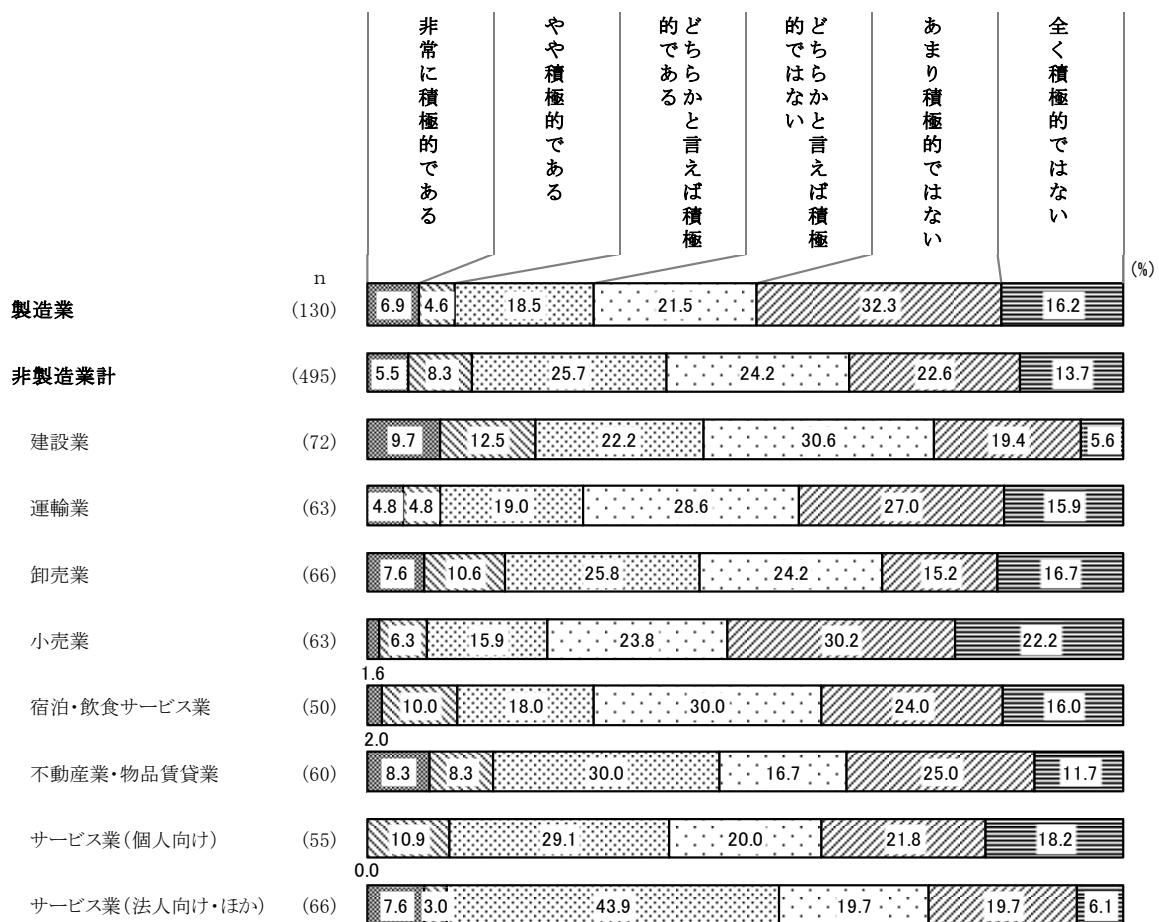 非常に積極的である
やや積極的である
どちらかと言えば積極
的である
どちらかと言えば積極
的ではない
あまり積極的ではない
全く積極的ではない
(%)
n
製造業 (130) 6.9 4.6 18.5 21.5 32.3 16.2
非製造業計 (495) 5.5 8.3 25.7 24.2 22.6 13.7
建設業 (72) 9.7 12.5 22.2 30.6 19.4 5.6
運輸業 (63) 4.8 4.8 19.0 28.6 27.0 15.9
卸売業 (66) 7.6 10.6 25.8 24.2 15.2 16.7
小売業 (63) 6.3 15.9 23.8 30.2 22.2
1.6
宿泊・飲食サービス業 (50) 10.0 18.0 30.0 24.0 16.0
2.0
不動産業・物品賃貸業 (60) 8.3 8.3 30.0 16.7 25.0 11.7
サービス業(個人向け) (55) 10.9 29.1 20.0 21.8 18.2
0.0
サービス業(法人向け・ほか) (66) 7.6 3.0 43.9 19.7 19.7 6.1